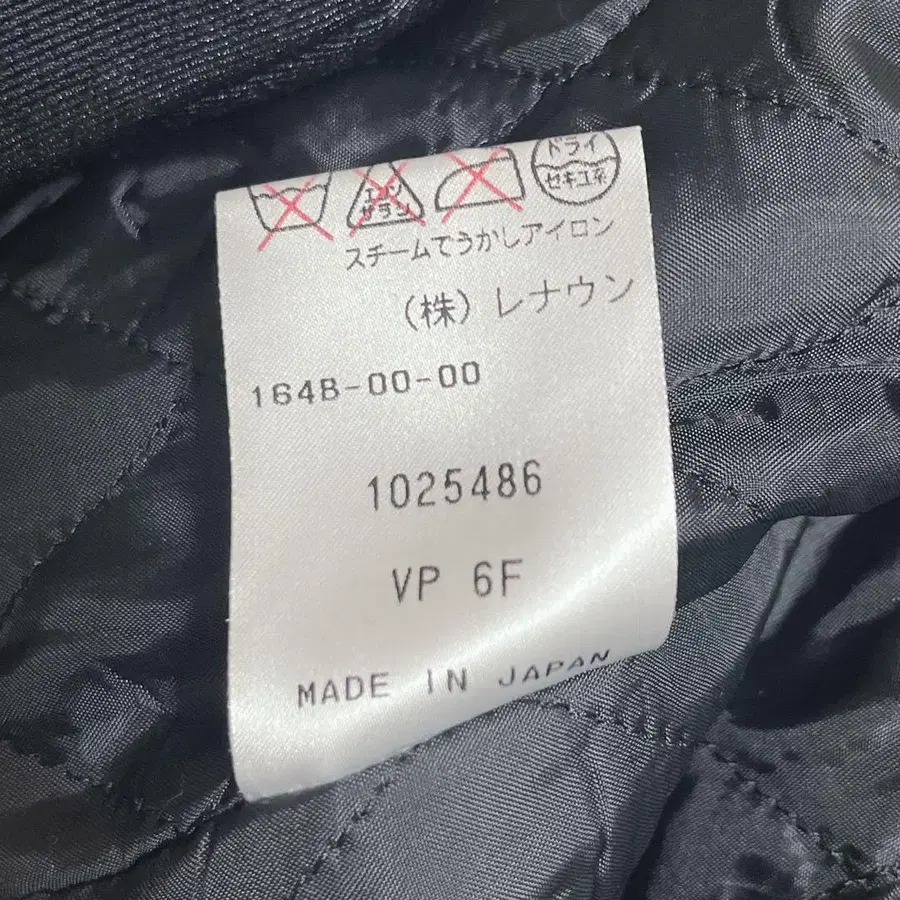 ドライ
エンソ
サラシ
セキユ系
スチームでうかしアイロン
(株)レナウン
164B-00-00
1025486
VP 6F
MADE IN JAPAN